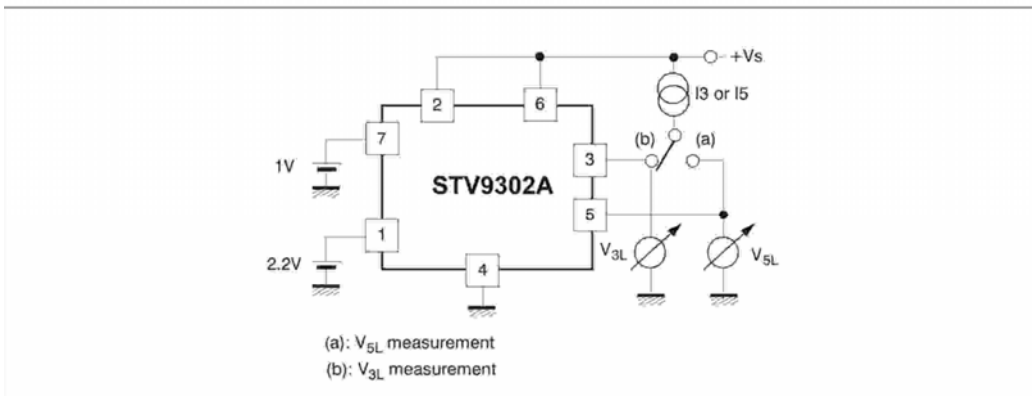 +Vs
I3 or I5
2
6
7
(b)
(a)
1V
3
STV9302A
5
1
V3L
V5L
2.2V
4
(a): V5L measurement
(b): V3L measurement